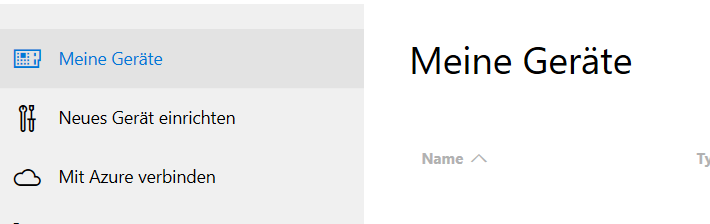 Meine Geräte
Meine Geräte
Neues Gerät einrichten
Name
Mit Azure verbinden